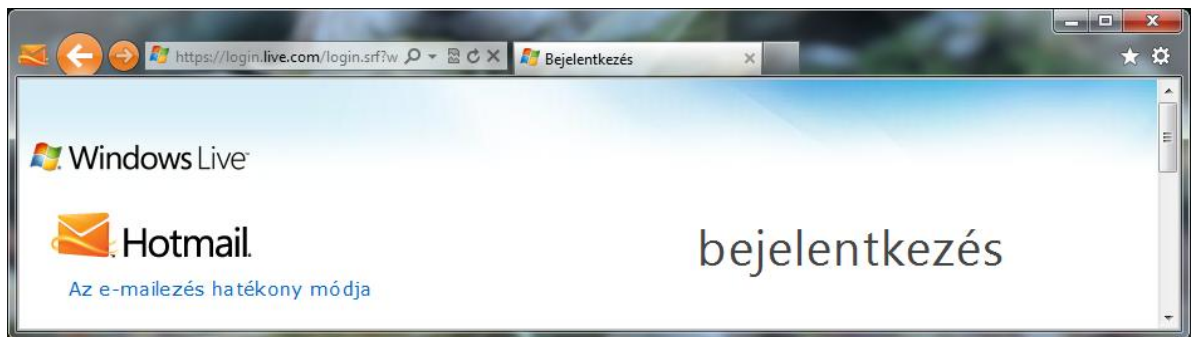 https://login.live.com/login.srf?w
Bejelentkezés
Windows Live
Hotmail.
bejelentkezés
Az e-mailezés hatékony módja